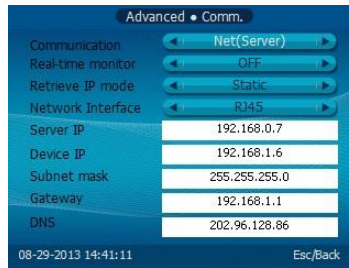 Advanced ● Comm.
Communication Net(Server)
Real-time monitor OFF
Retrieve IP mode Static
Network Interface RJ45
Server IP 192.168.0.7
Device IP 192.168.1.6
Subnet mask 255.255.255.0
Gateway 192.168.1.1
DNS 202.96.128.86
08-29-2013 14:41:11 Esc/Back